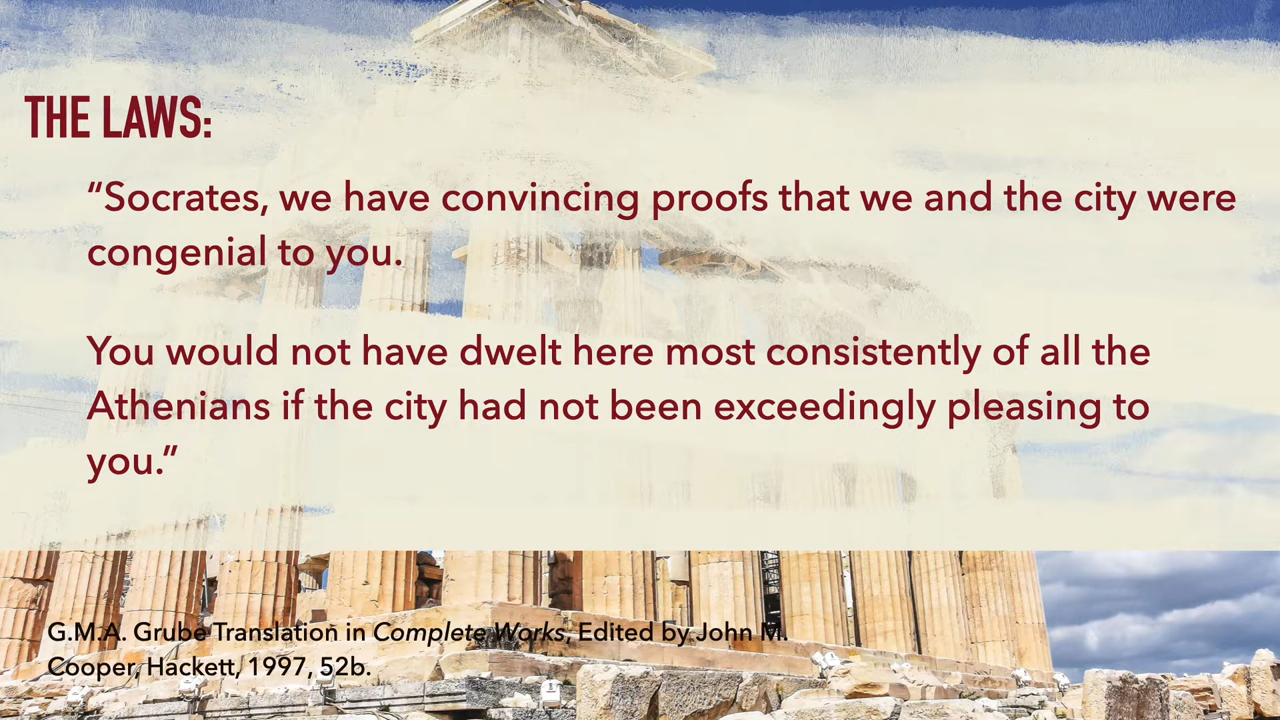 THE LAWS:
“Socrates, we have convincing proofs that we and the city were
congenial to you.
You would not have dwelt here most consistently of all the
Athenians if the city had not been exceedingly pleasing to
you.”
G.M.A. Grube Translation in Complete Works, Edited by John M.
Cooper, Hackett, 1997, 52b.